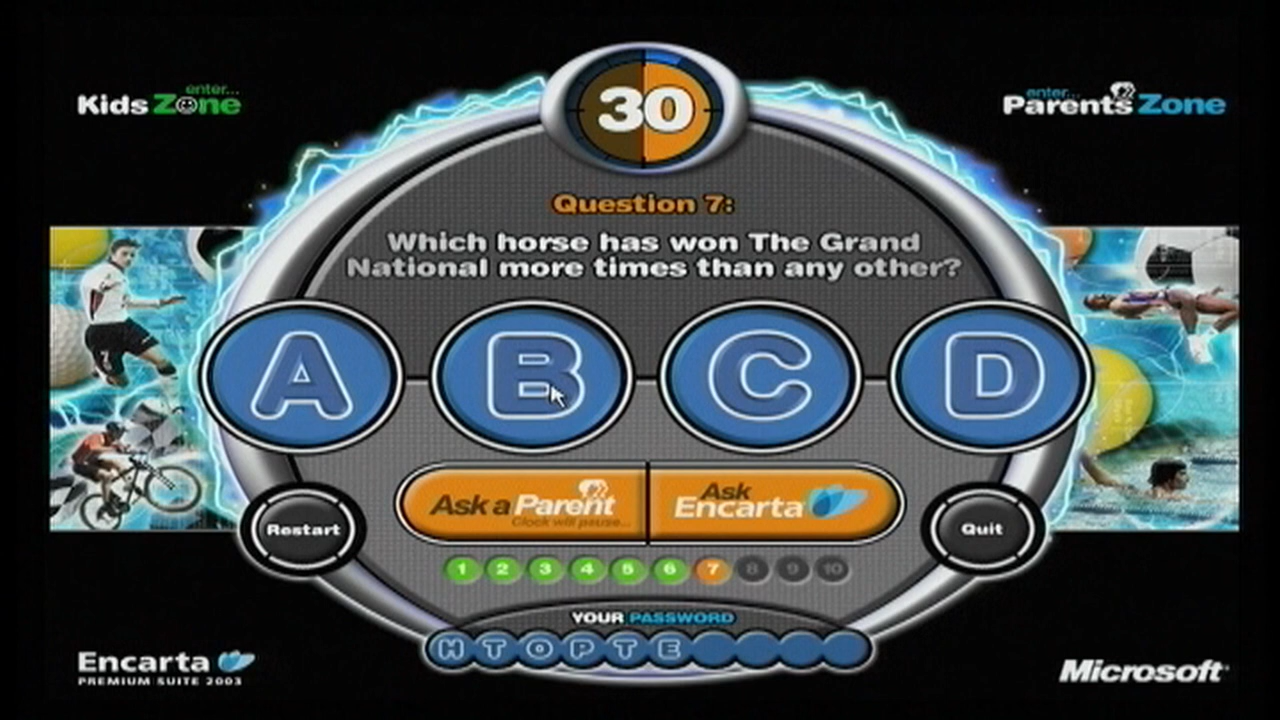 enter...
Kids Zone
30
enter...
Parents Zone
Question 7:
Which horse has won The Grand
National more times than any other?
A B C D
Ask a Parent
Clock will pause...
Ask
Encarta
Restart
Quit
1 2 3 4 5 6 7 8 9 10
YOUR PASSWORD
H T O P T E
Encarta
PREMIUM SUITE 2003
Microsoft